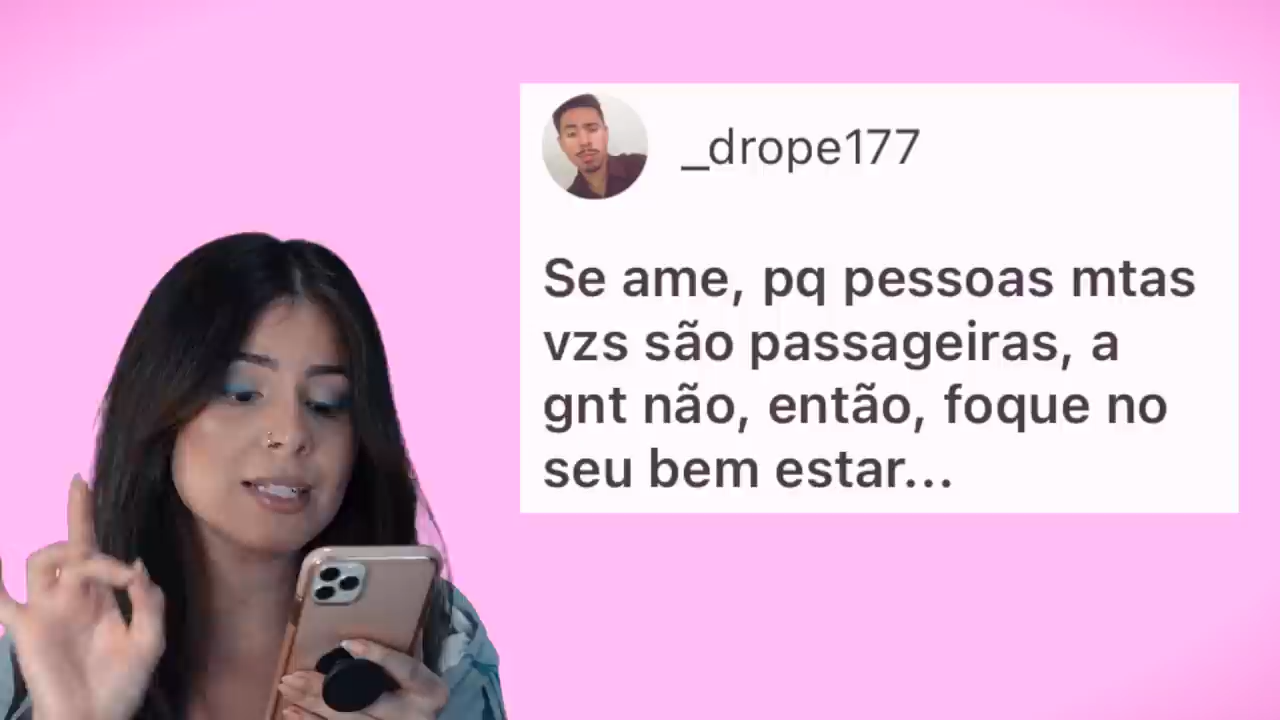 _drope177
Se ame, pq pessoas mtas
vzs são passageiras, a
gnt não, então, foque no
seu bem estar...